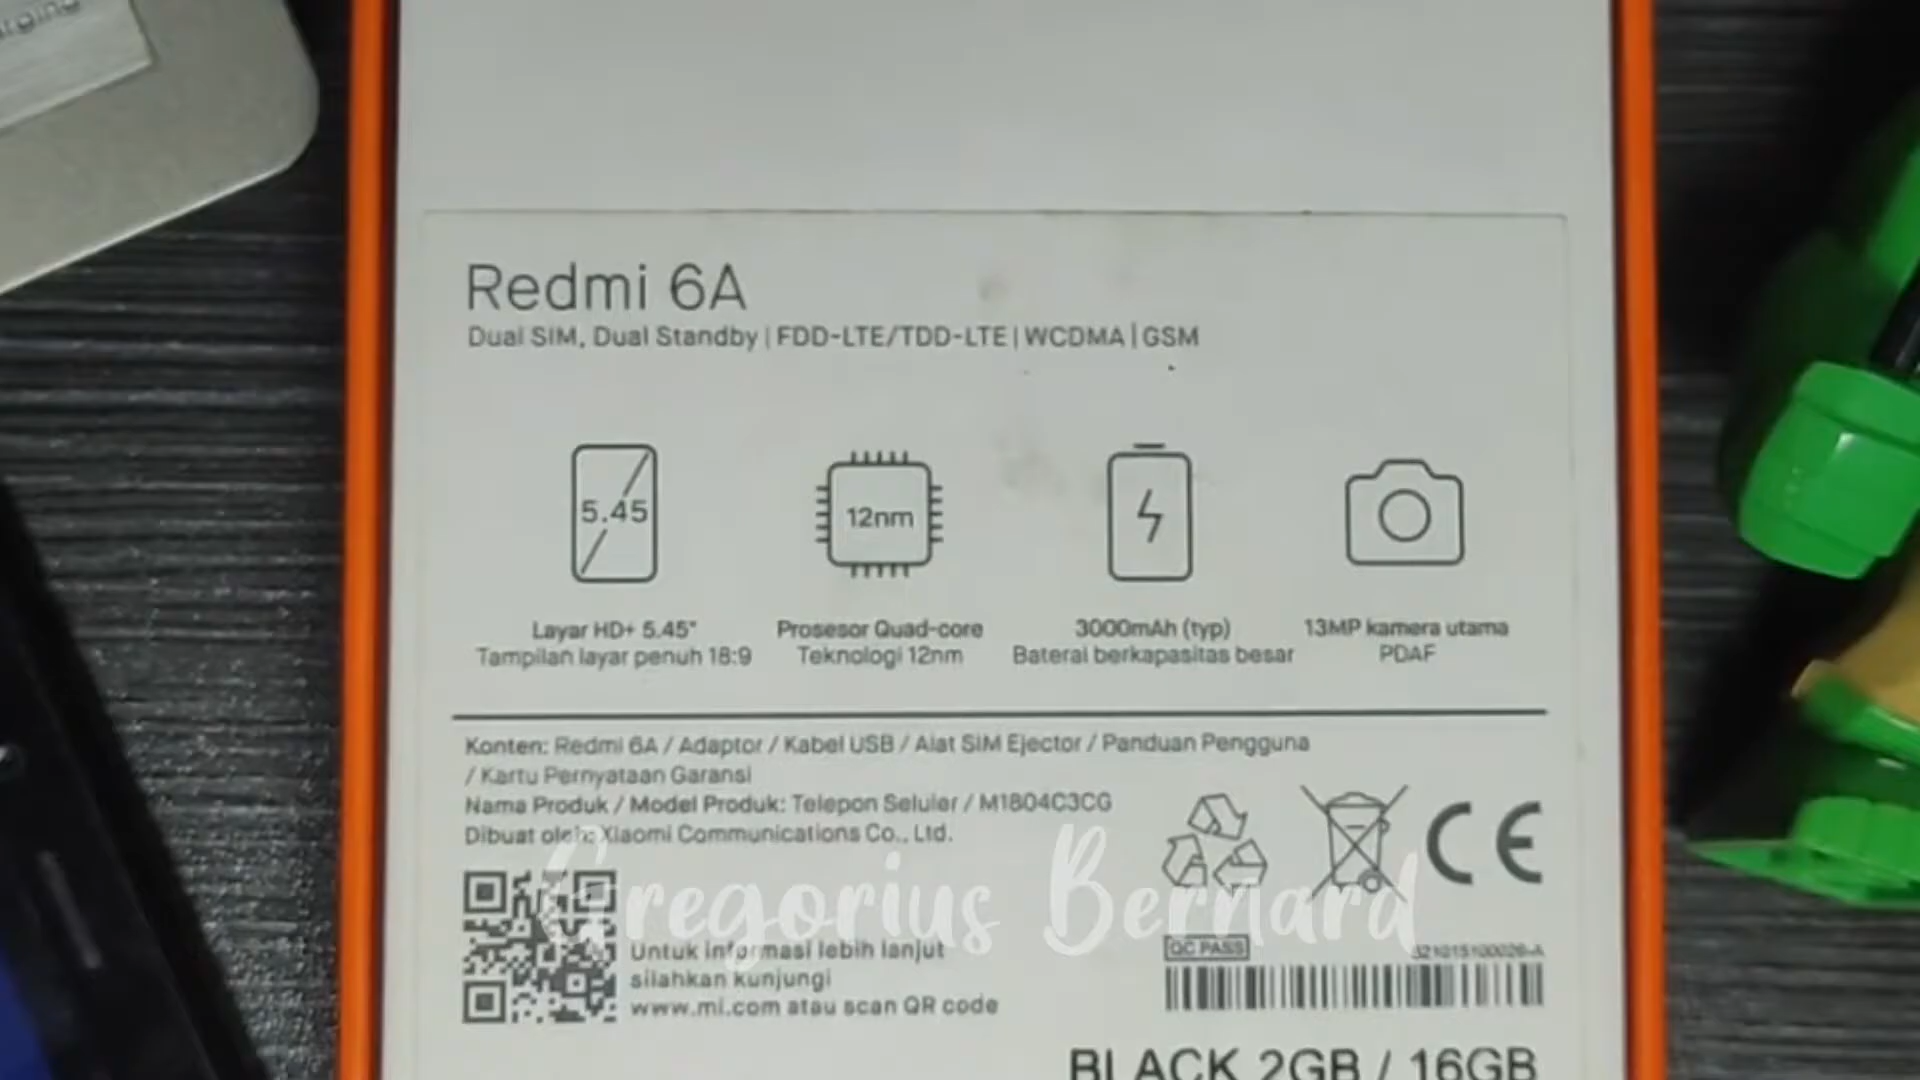 Redmi 6A
Dual SIM, Dual Standby | FDD-LTE/TDD-LTE | WCDMA | GSM
5.45
12nm
Layar HD+ 5.45"
Tampilan layar penuh 18:9
Prosesor Quad-core
Teknologi 12nm
3000mAh (typ)
Baterai berkapasitas besar
13MP kamera utama
PDAF
Konten: Redmi 6A / Adaptor / Kabel USB / Alat SIM Ejector / Panduan Pengguna
/ Kartu Pernyataan Garansi
Nama Produk / Model Produk: Telepon Seluler / M1804C3CG
Dibuat oleh: Xiaomi Communications Co., Ltd.
CE
Gregorius Bernard
Untuk informasi lebih lanjut
silahkan kunjungi
www.mi.com atau scan QR code
QC PASS
BLACK 2GB / 16GB